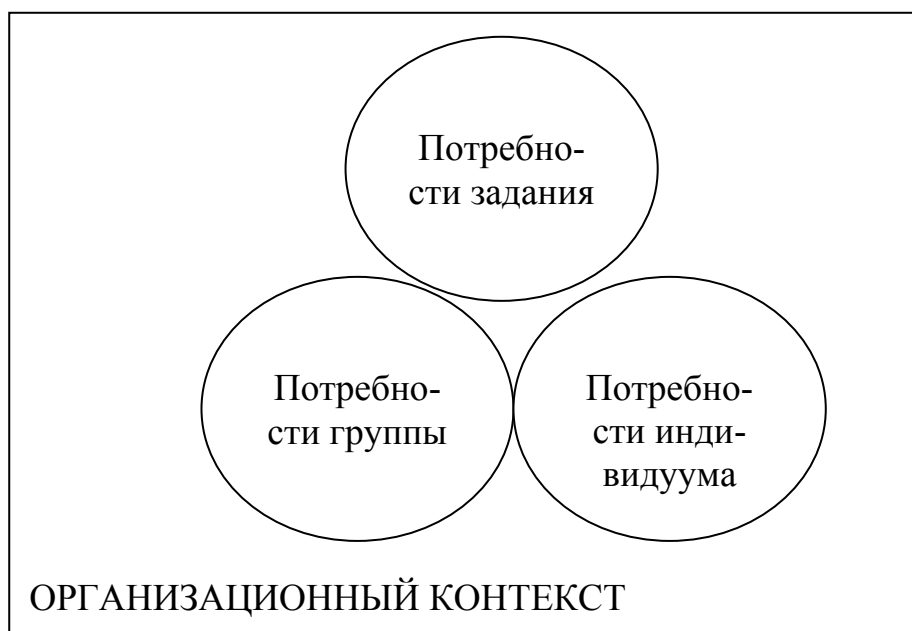 Потребно-
сти задания
Потребно-
сти группы
Потребно-
сти инди-
видуума
ОРГАНИЗАЦИОННЫЙ КОНТЕКСТ